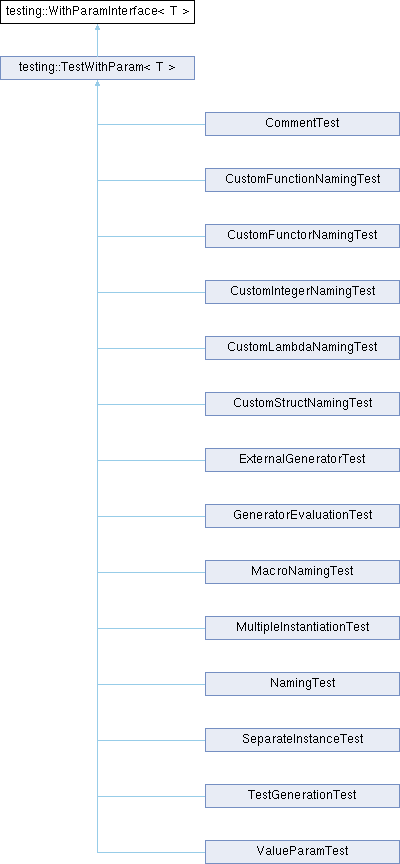 testing::WithParamInterface< T >
testing::TestWithParam< T >
CommentTest
CustomFunctionNamingTest
CustomFunctorNamingTest
CustomIntegerNamingTest
CustomLambdaNamingTest
CustomStructNamingTest
ExternalGeneratorTest
GeneratorEvaluationTest
MacroNamingTest
MultipleInstantiationTest
NamingTest
SeparateInstanceTest
TestGenerationTest
ValueParamTest